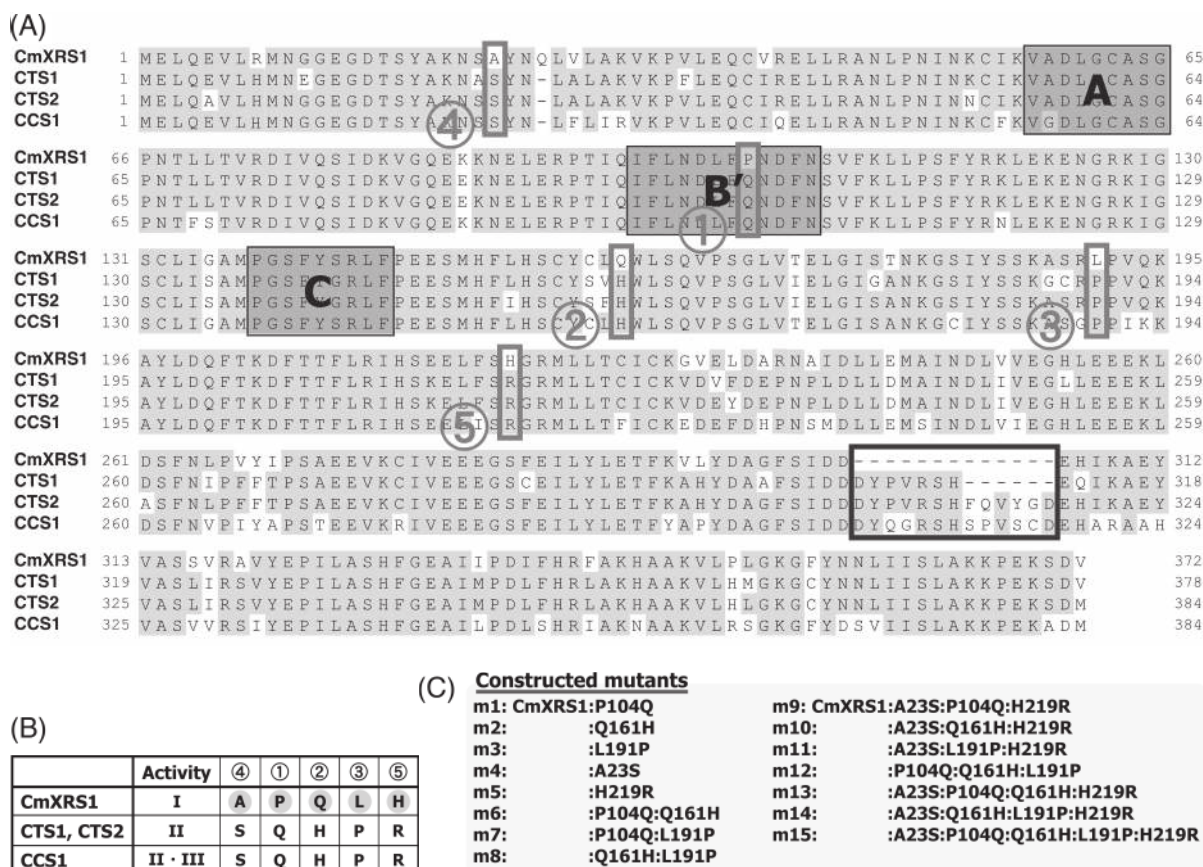 (A)
CmXRS1 1 MELQEVLRMNGGEGDTSYAKNSAYNQLVLAKVKPVLEQCVRELLRANLPNINKCIKVADLGCASG 65
CTS1 1 MELQEVLHMNEGEGDTSYAKNASYN-LALAKVKPFLEQCIRELLRANLPNINKCIKVADLGCASG 64
CTS2 1 MELQAVLHMNGGEGDTSYAKNSSYN-LALAKVKPVLEQCIRELLRANLPNINNCIKVADLGCASG 64
CCS1 1 MELQEVLHMNGGEGDTSYAKNSSYN-LFLIRVKPVLEQCIQELLRANLPNINKCFKVGDLGCASG 64
④ A
CmXRS1 66 PNTLLTVRDIVQSIDKVGQEKKNELERPTIQIFLNDLFPNDFNSVFKLLPSFYRKLEKENGRKIG 130
CTS1 65 PNTLLTVRDIVQSIDKVGQEEKNELERPTIQIFLNDLFQNDFNSVFKLLPSFYRKLEKENGRKIG 129
CTS2 65 PNTLLTVRDIVQSIDKVGQEKKNELERPTIQIFLNDLFQNDFNSVFKLLPSFYRKLEKENGRKIG 129
CCS1 65 PNTFSTVRDIVQSIDKVGQEKKNELERPTIQIFLNDLFQNDFNSVFKLLPSFYRNLEKENGRKIG 129
B′ ①
CmXRS1 131 SCLIGAMPGSFYSRLFPEESMHFLHSCYCLQWLSQVPSGLVTELGISTNKGSIYSSKASRLPVQK 195
CTS1 130 SCLISAMPGSFYGRLFPEESMHFLHSCYSVHWLSQVPSGLVTELGIGANKGSIYSSKGCRPPVQK 194
CTS2 130 SCLIGAMPGSFYSRLFPEESMHFIHSCYSFHWLSQVPSGLVIELGISANKGSIYSSKASRPPVQK 194
CCS1 130 SCLIGAMPGSFYSRLFPEESMHFLHSCYCLHWLSQVPSGLVTELGISANKGCIYSSKASGPPIKK 194
C ② ③
CmXRS1 196 AYLDQFTKDFTTFLRIHSEELFSHGRMLLTCICKGVELDARNAIDLLEMAINDLVVEGHLEEEKL 260
CTS1 195 AYLDQFTKDFTTFLRIHSKELFSRGRMLLTCICKVDVFDEPNPLDLLDMAINDLIVEGLLEEEKL 259
CTS2 195 AYLDQFTKDFTTFLRIHSKELFSRGRMLLTCICKVDEYDEPNPLDLLDMAINDLIVEGHLEEEKL 259
CCS1 195 AYLDQFTKDFTTFLRIHSEELISRGRMLLTFICKEDEFDHPNSMDLLEMSINDLVIEGHLEEEKL 259
⑤
CmXRS1 261 DSFNLPVYIPSAEEVKCIVEEEGSFEILYLETFKVLYDAGFSIDD-------------EHIKAEY 312
CTS1 260 DSFNIPFFTPSAEEVKCIVEEEGSCEILYLETFKAHYDAAFSIDDDYPVRSH------EQIKAEY 318
CTS2 260 ASFNLPFFTPSAEEVKCIVEEEGSFEILYLETFKAHYDAGFSIDDDYPVRSHFQVYGDEHIKAEY 324
CCS1 260 DSFNVPIYAPSTEEVKRIVEEEGSFEILYLETFYAPYDAGFSIDDDYQGRSHSPVSCDEHARAAH 324
CmXRS1 313 VASSVRAVYEPILASHFGEAIIPDIFHRFAKHAAKVLPLGKGFYNNLIISLAKKPEKSDV 372
CTS1 319 VASLIRSVYEPILASHFGEAIMPDLFHRLAKHAAKVLHMGKGCYNNLIISLAKKPEKSDV 378
CTS2 325 VASLIRSVYEPILASHFGEAIMPDLFHRLAKHAAKVLHLGKGCYNNLIISLAKKPEKSDM 384
CCS1 325 VASVVRSIYEPILASHFGEAILPDLSHRIAKNAAKVLRSGKGFYDSVIISLAKKPEKADM 384
(B)
Activity ④ ① ② ③ ⑤
CmXRS1 I A P Q L H
CTS1, CTS2 II S Q H P R
CCS1 II · III S Q H P R
(C)
Constructed mutants
m1: CmXRS1:P104Q m9: CmXRS1:A23S:P104Q:H219R
m2: :Q161H m10: :A23S:Q161H:H219R
m3: :L191P m11: :A23S:L191P:H219R
m4: :A23S m12: :P104Q:Q161H:L191P
m5: :H219R m13: :A23S:P104Q:Q161H:H219R
m6: :P104Q:Q161H m14: :A23S:Q161H:L191P:H219R
m7: :P104Q:L191P m15: :A23S:P104Q:Q161H:L191P:H219R
m8: :Q161H:L191P